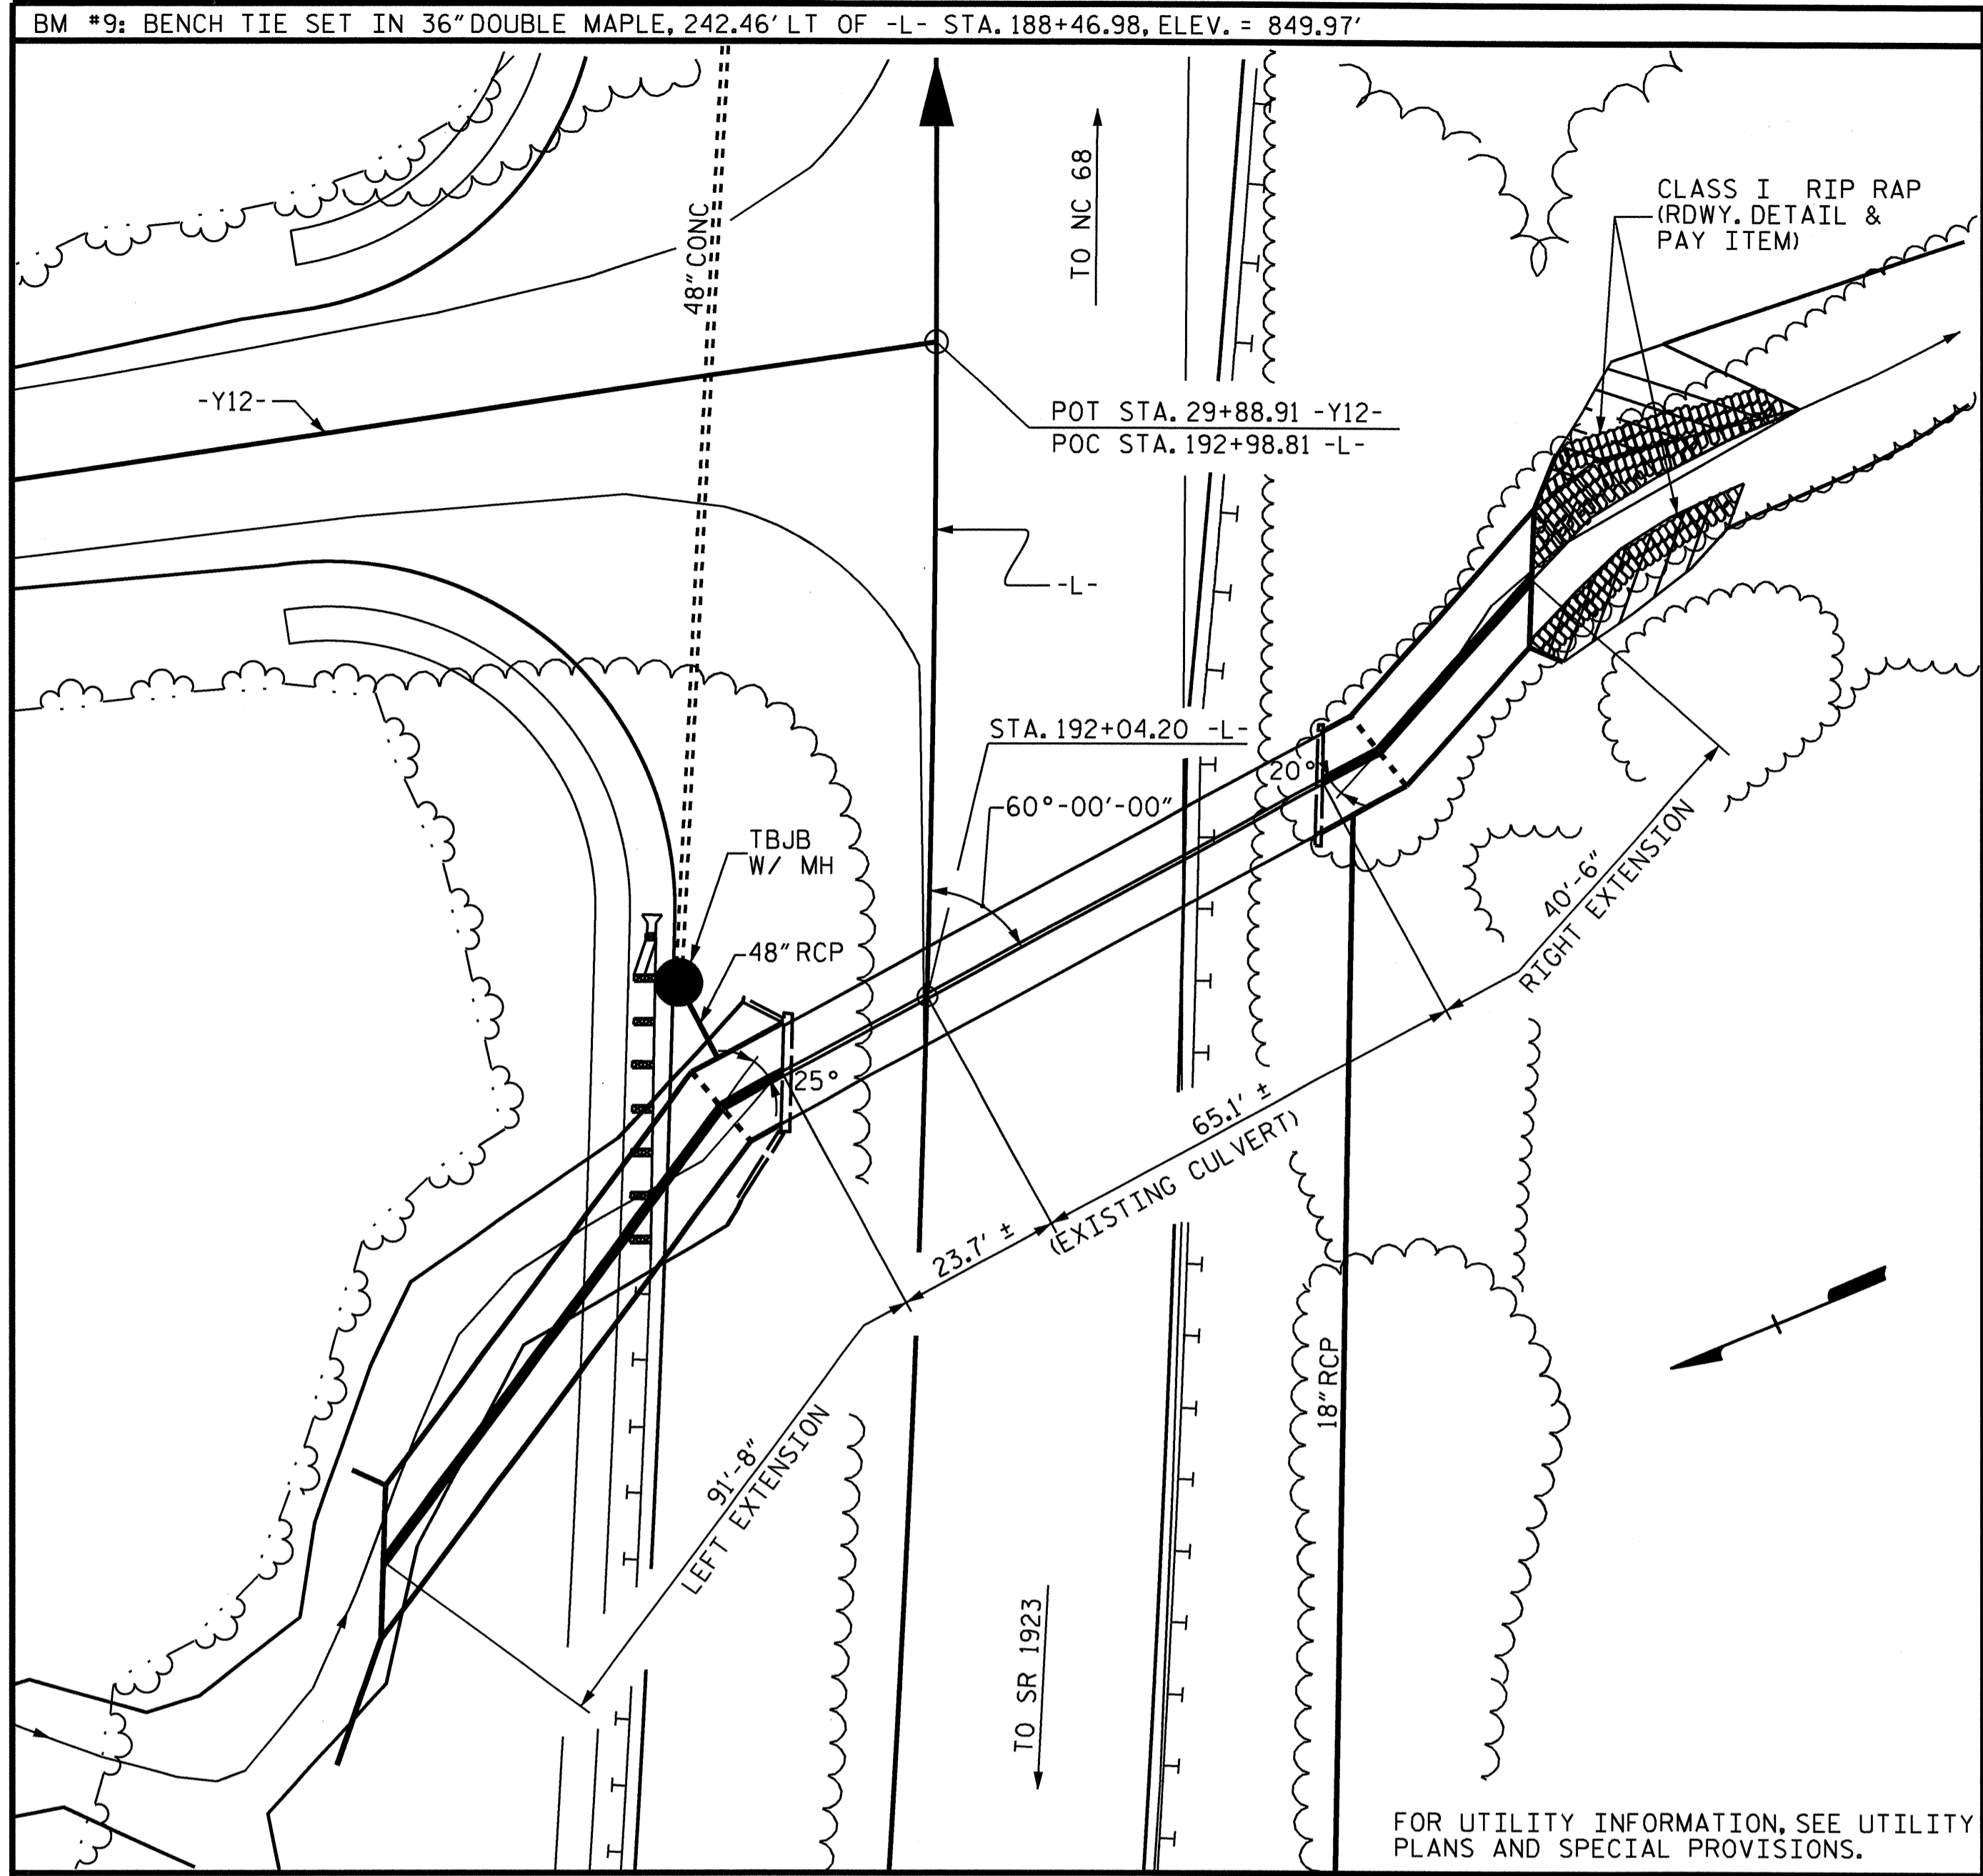 BM #9: BENCH TIE SET IN 36" DOUBLE MAPLE, 242.46' LT OF -L- STA. 188+46.98, ELEV. = 849.97'
48" CONC
TO NC 68
CLASS I RIP RAP
(RDWY. DETAIL &
PAY ITEM)
-Y12-
POT STA. 29+88.91 -Y12-
POC STA. 192+98.81 -L-
-L-
STA. 192+04.20 -L-
60°-00'-00"
20°
TBJB
W/ MH
48" RCP
25°
40'-6"
RIGHT EXTENSION
65.1' ±
(EXISTING CULVERT)
23.7' ±
91'-8"
LEFT EXTENSION
18" RCP
TO SR 1923
FOR UTILITY INFORMATION, SEE UTILITY
PLANS AND SPECIAL PROVISIONS.